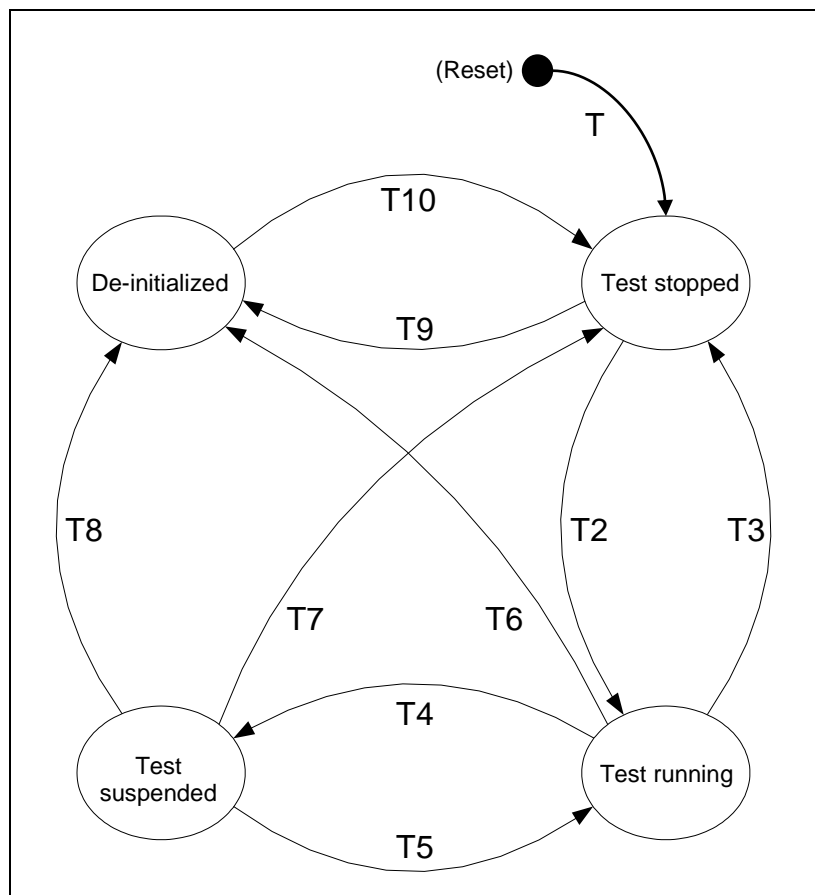 (Reset)
T
T10
De-initialized
Test stopped
T9
T8
T2
T3
T7
T6
T4
Test
suspended
Test running
T5